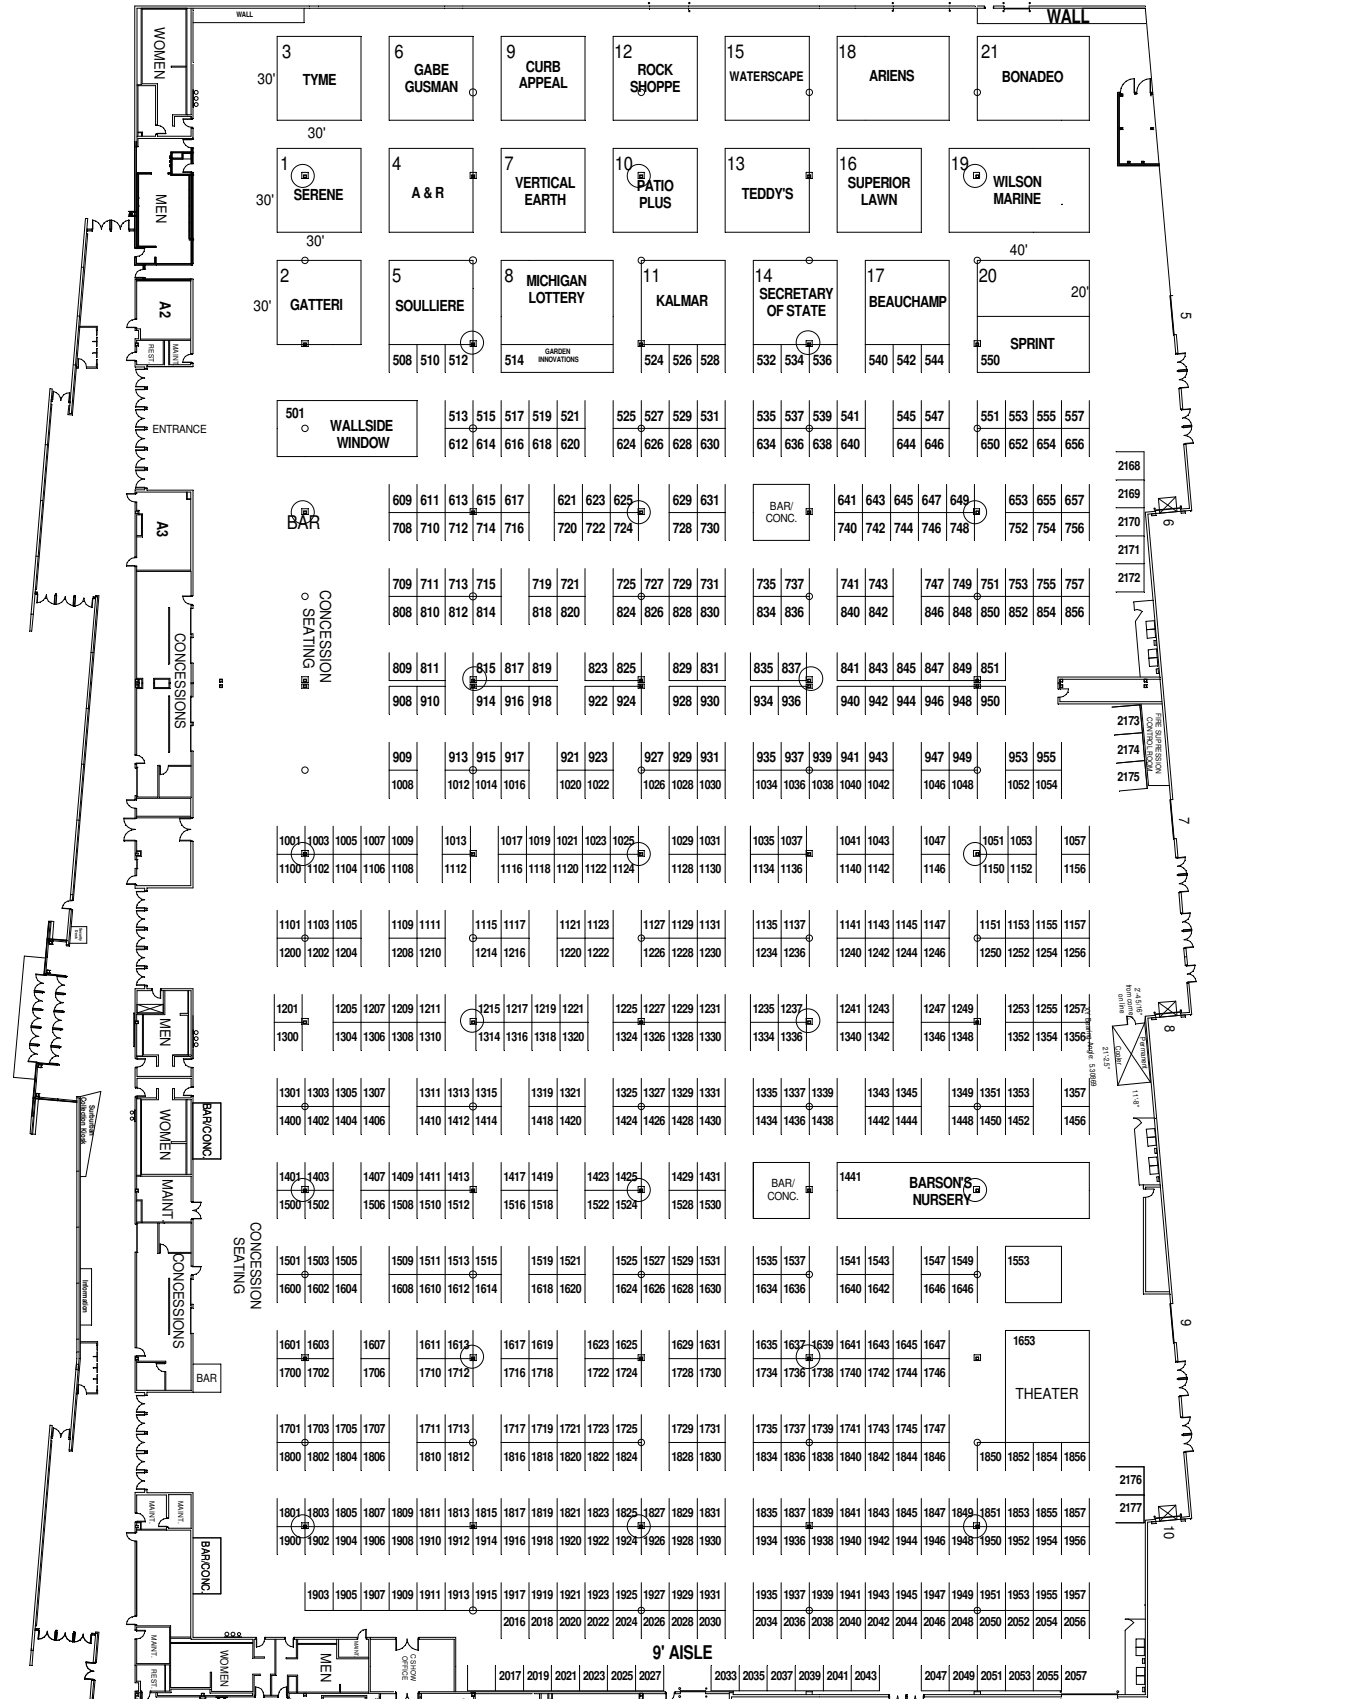 WALL
WALL
WOMEN
3 6 9 12 15 18 21
TYME
GABE
GUSMAN
CURB
APPEAL
ROCK
SHOPPE
WATERSCAPE
ARIENS
BONADEO
30'
30'
1 4 7 10 13 16 19
SERENE
A & R
VERTICAL
EARTH
PATIO
PLUS
TEDDY'S
SUPERIOR
LAWN
WILSON
MARINE
30'
MEN
30'
40'
2 5 8 11 14 17 20
GATTERI
SOULLIERE
MICHIGAN
LOTTERY
KALMAR
SECRETARY
OF STATE
BEAUCHAMP
20'
SPRINT
30'
A2
5
REST.
MAINT
GARDEN
INNOVATIONS
508 510 512 514 524 526 528 532 534 536 540 542 544 550
501
WALLSIDE
WINDOW
ENTRANCE
513 515 517 519 521 525 527 529 531 535 537 539 541 545 547 551 553 555 557
612 614 616 618 620 624 626 628 630 634 636 638 640 644 646 650 652 654 656
2168
2169
2170
2171
2172
6
A3
BAR
609 611 613 615 617 621 623 625 629 631 641 643 645 647 649 653 655 657
BAR/
CONC.
708 710 712 714 716 720 722 724 728 730 740 742 744 746 748 752 754 756
CONCESSION
SEATING
CONCESSIONS
709 711 713 715 719 721 725 727 729 731 735 737 741 743 747 749 751 753 755 757
808 810 812 814 818 820 824 826 828 830 834 836 840 842 846 848 850 852 854 856
809 811 815 817 819 823 825 829 831 835 837 841 843 845 847 849 851
908 910 914 916 918 922 924 928 930 934 936 940 942 944 946 948 950
2173
2174
2175
FIRE SUPRESSION
CONTROL ROOM
909 913 915 917 921 923 927 929 931 935 937 939 941 943 947 949 953 955
1008 1012 1014 1016 1020 1022 1026 1028 1030 1034 1036 1038 1040 1042 1046 1048 1052 1054
7
1001 1003 1005 1007 1009 1013 1017 1019 1021 1023 1025 1029 1031 1035 1037 1041 1043 1047 1051 1053 1057
1100 1102 1104 1106 1108 1112 1116 1118 1120 1122 1124 1128 1130 1134 1136 1140 1142 1146 1150 1152 1156
1101 1103 1105 1109 1111 1115 1117 1121 1123 1127 1129 1131 1135 1137 1141 1143 1145 1147 1151 1153 1155 1157
1200 1202 1204 1208 1210 1214 1216 1220 1222 1226 1228 1230 1234 1236 1240 1242 1244 1246 1250 1252 1254 1256
1201 1205 1207 1209 1211 1215 1217 1219 1221 1225 1227 1229 1231 1235 1237 1241 1243 1247 1249 1253 1255 1257
1300 1304 1306 1308 1310 1314 1316 1318 1320 1324 1326 1328 1330 1334 1336 1340 1342 1346 1348 1352 1354 1356
MEN
8
Permanent
Cooler
11'-8"
1301 1303 1305 1307 1311 1313 1315 1319 1321 1325 1327 1329 1331 1335 1337 1339 1343 1345 1349 1351 1353 1357
1400 1402 1404 1406 1410 1412 1414 1418 1420 1424 1426 1428 1430 1434 1436 1438 1442 1444 1448 1450 1452 1456
Suburban
Collection Kiosk
WOMEN
BAR/CONC.
MAINT
1401 1403 1407 1409 1411 1413 1417 1419 1423 1425 1429 1431
BAR/
CONC.
1441
BARSON'S
NURSERY
1500 1502 1506 1508 1510 1512 1516 1518 1522 1524 1528 1530
CONCESSION
SEATING
CONCESSIONS
Information
1501 1503 1505 1509 1511 1513 1515 1519 1521 1525 1527 1529 1531 1535 1537 1541 1543 1547 1549 1553
1600 1602 1604 1608 1610 1612 1614 1618 1620 1624 1626 1628 1630 1634 1636 1640 1642 1646 1646
9
1601 1603 1607 1611 1613 1617 1619 1623 1625 1629 1631 1635 1637 1639 1641 1643 1645 1647 1653
1700 1702 1706 1710 1712 1716 1718 1722 1724 1728 1730 1734 1736 1738 1740 1742 1744 1746
THEATER
BAR
1701 1703 1705 1707 1711 1713 1717 1719 1721 1723 1725 1729 1731 1735 1737 1739 1741 1743 1745 1747
1800 1802 1804 1806 1810 1812 1816 1818 1820 1822 1824 1828 1830 1834 1836 1838 1840 1842 1844 1846 1850 1852 1854 1856
2176
2177
10
MAINT.
MAINT.
1801 1803 1805 1807 1809 1811 1813 1815 1817 1819 1821 1823 1825 1827 1829 1831 1835 1837 1839 1841 1843 1845 1847 1849 1851 1853 1855 1857
1900 1902 1904 1906 1908 1910 1912 1914 1916 1918 1920 1922 1924 1926 1928 1930 1934 1936 1938 1940 1942 1944 1946 1948 1950 1952 1954 1956
BAR/CONC.
1903 1905 1907 1909 1911 1913 1915 1917 1919 1921 1923 1925 1927 1929 1931 1935 1937 1939 1941 1943 1945 1947 1949 1951 1953 1955 1957
2016 2018 2020 2022 2024 2026 2028 2030 2034 2036 2038 2040 2042 2044 2046 2048 2050 2052 2054 2056
MAINT.
REST
WOMEN
MEN
MAINT
C SHOW
OFFICE
9' AISLE
2017 2019 2021 2023 2025 2027 2033 2035 2037 2039 2041 2043 2047 2049 2051 2053 2055 2057